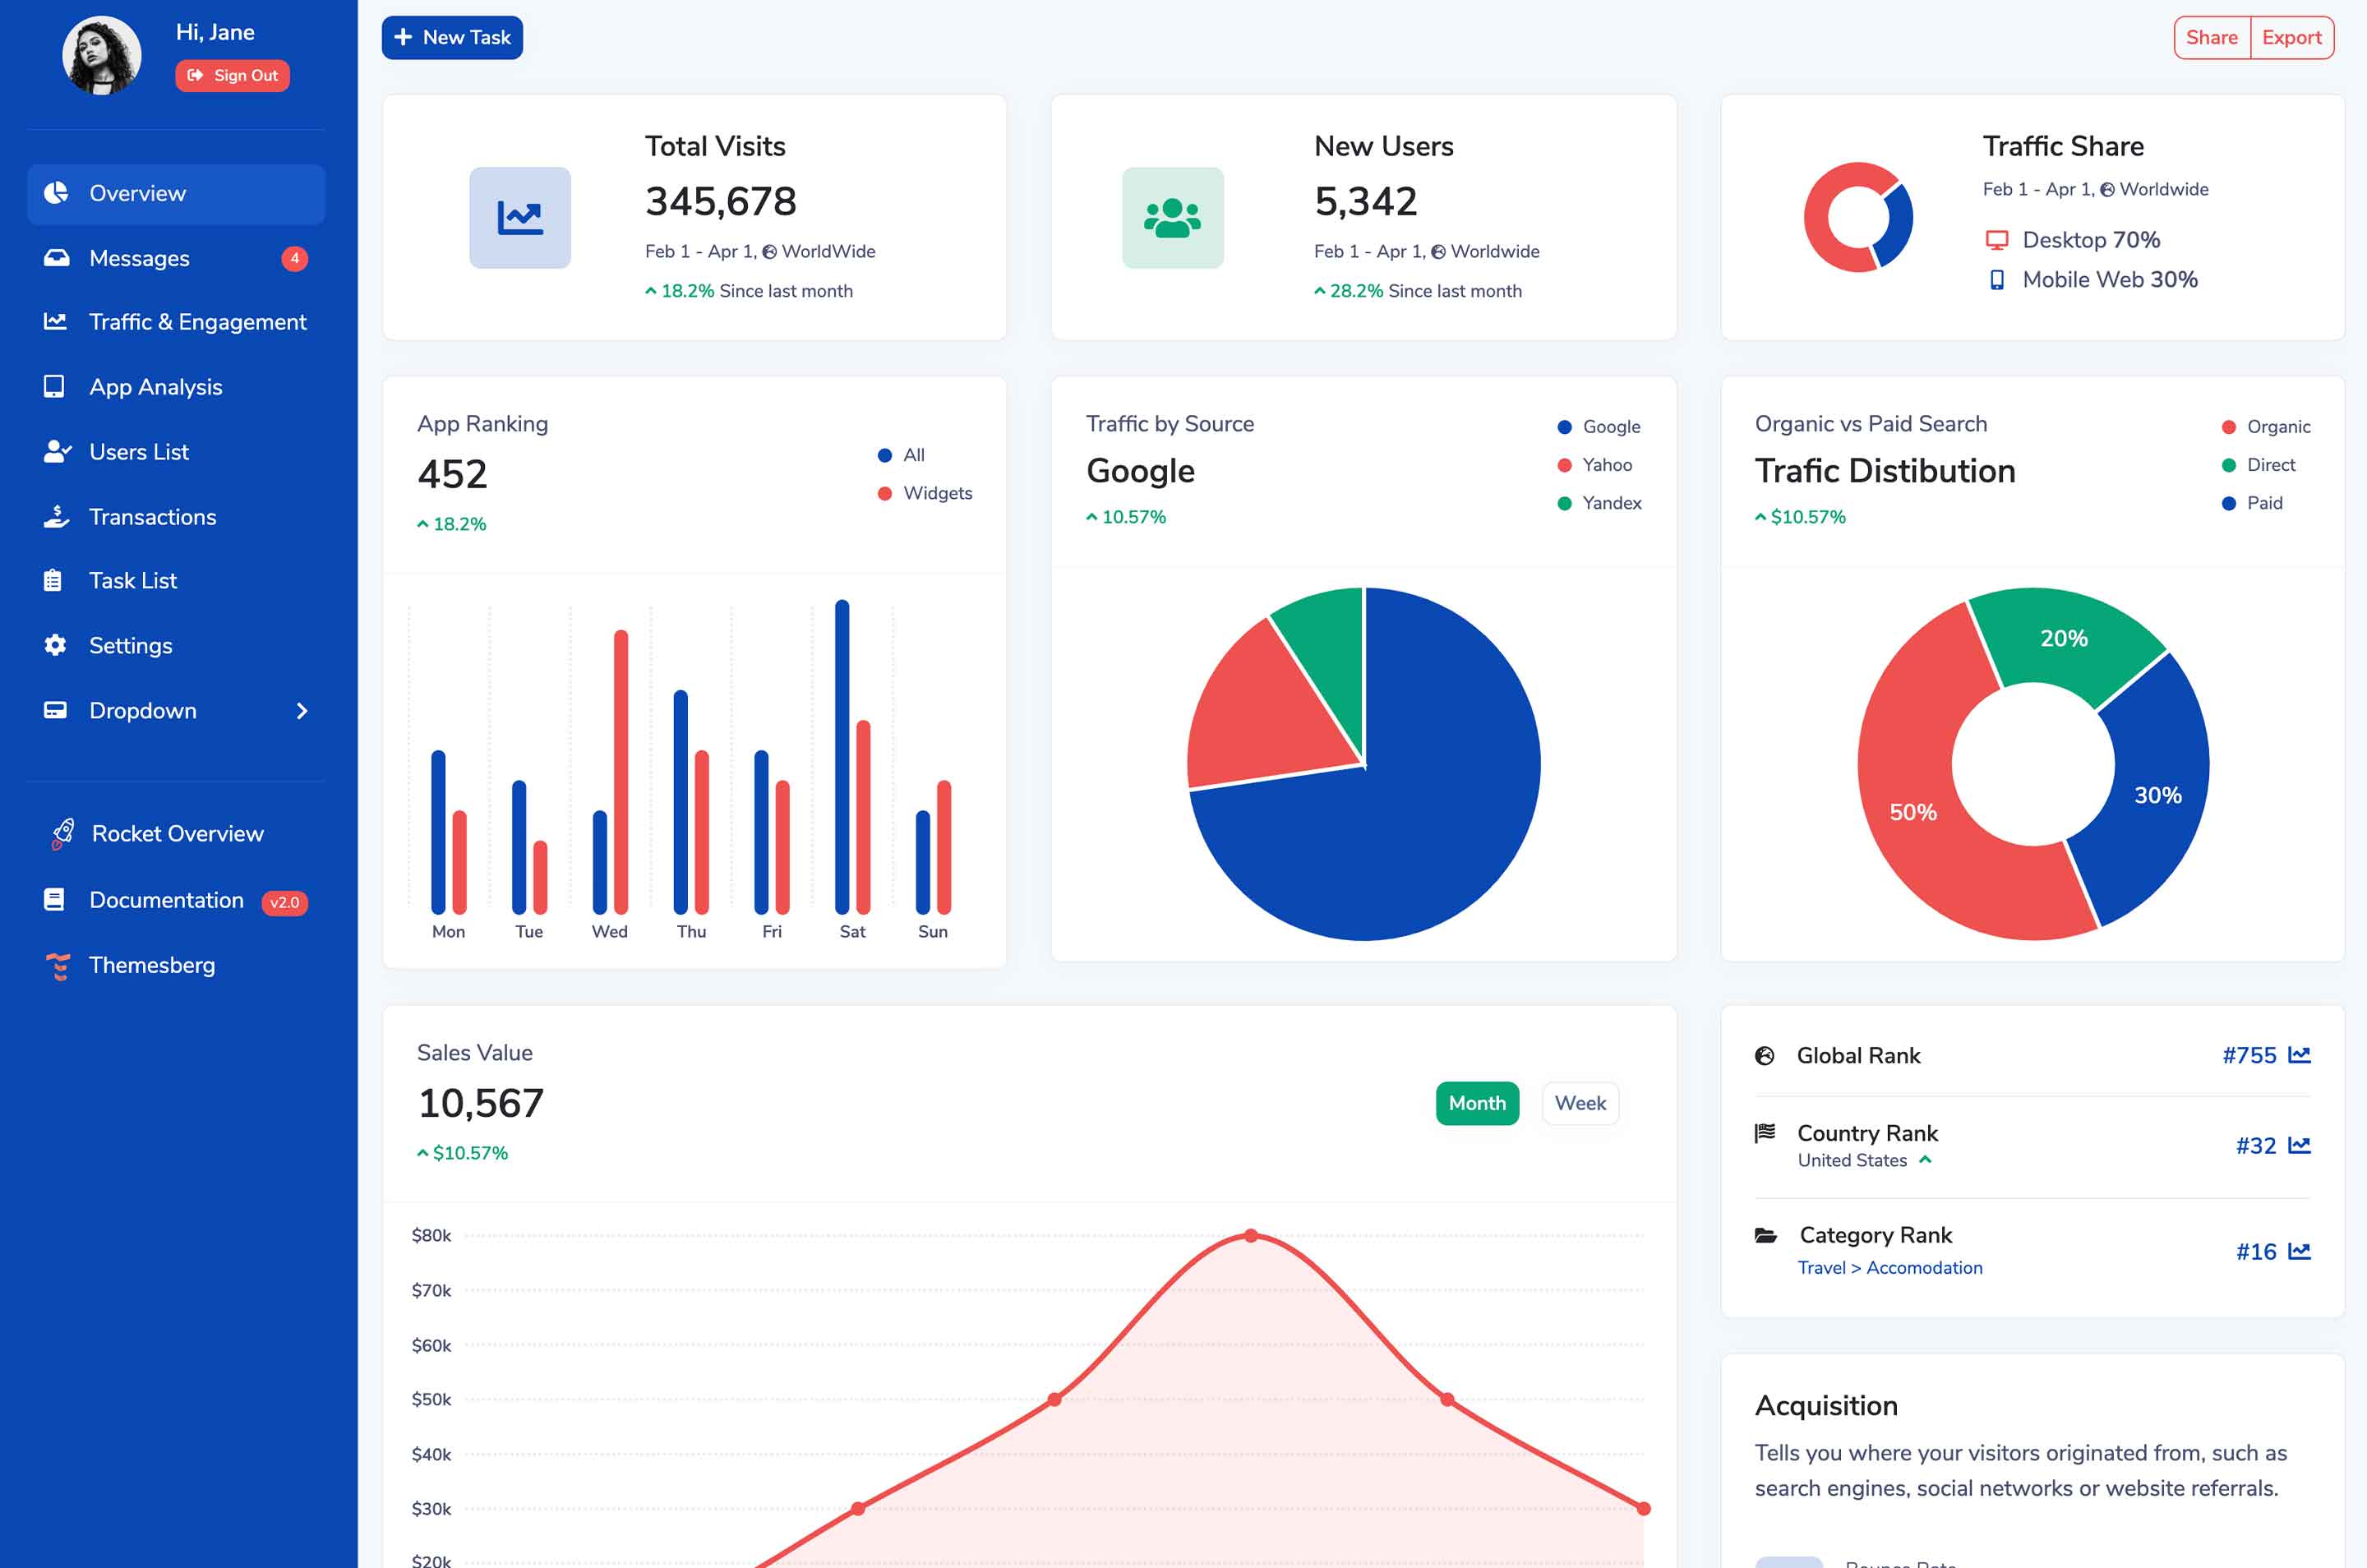 Hi, Jane
Sign Out
Overview
Messages 4
Traffic & Engagement
App Analysis
Users List
Transactions
Task List
Settings
Dropdown
Rocket Overview
Documentation v2.0
Themesberg
New Task
Share Export
Total Visits
345,678
Feb 1 - Apr 1, WorldWide
18.2% Since last month
New Users
5,342
Feb 1 - Apr 1, Worldwide
28.2% Since last month
Traffic Share
Feb 1 - Apr 1, Worldwide
Desktop 70%
Mobile Web 30%
App Ranking
452
18.2%
All
Widgets
Mon Tue Wed Thu Fri Sat Sun
Traffic by Source
Google
10.57%
Google
Yahoo
Yandex
Organic vs Paid Search
Trafic Distibution
$10.57%
Organic
Direct
Paid
20%
30%
50%
Sales Value
10,567
$10.57%
Month Week
$80k
$70k
$60k
$50k
$40k
$30k
$20k
Global Rank #755
Country Rank
United States
#32
Category Rank
Travel > Accomodation
#16
Acquisition
Tells you where your visitors originated from, such as
search engines, social networks or website referrals.